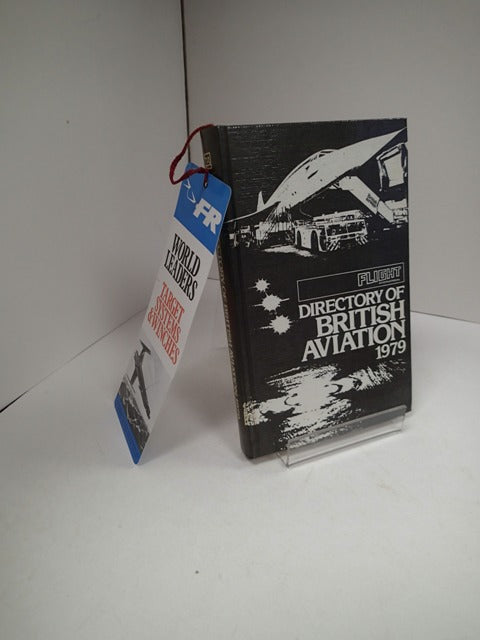 FR
WORLD
LEADERS
TARGET
SYSTEMS
& WINCHES
FLIGHT
DIRECTORY OF
BRITISH
AVIATION
1979